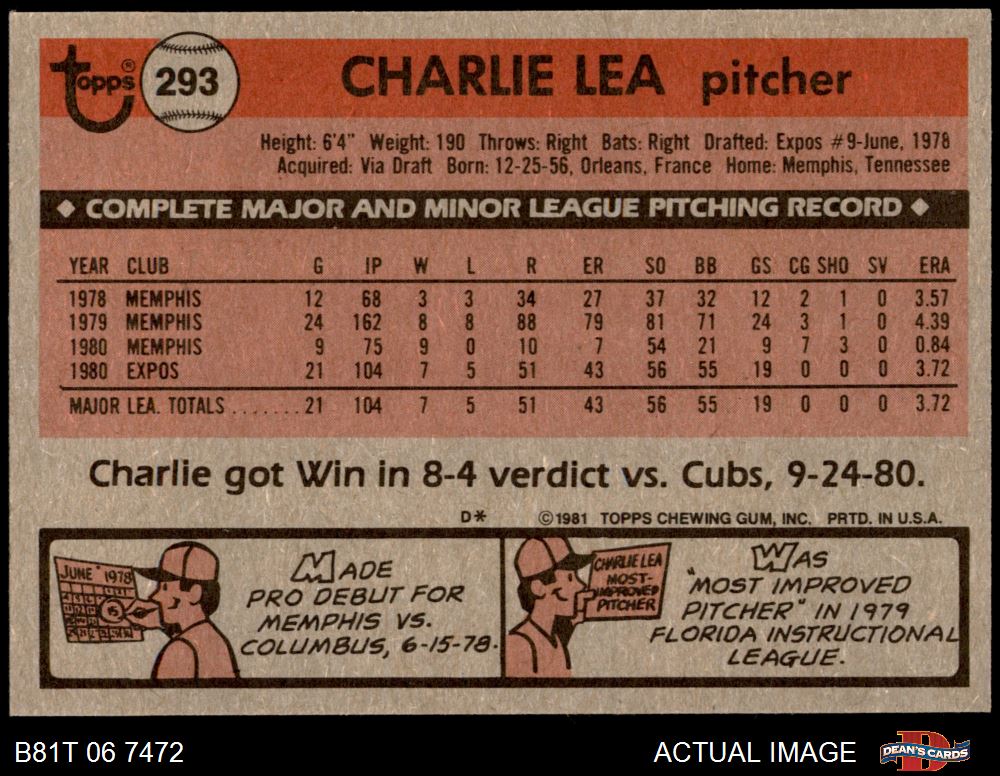 topps® 293 CHARLIE LEA pitcher
Height: 6'4" Weight: 190 Throws: Right Bats: Right Drafted: Expos #9-June, 1978
Acquired: Via Draft Born: 12-25-56, Orleans, France Home: Memphis, Tennessee
◆ COMPLETE MAJOR AND MINOR LEAGUE PITCHING RECORD ◆
YEAR CLUB G IP W L R ER SO BB GS CG SHO SV ERA
1978 MEMPHIS 12 68 3 3 34 27 37 32 12 2 1 0 3.57
1979 MEMPHIS 24 162 8 8 88 79 81 71 24 3 1 0 4.39
1980 MEMPHIS 9 75 9 0 10 7 54 21 9 7 3 0 0.84
1980 EXPOS 21 104 7 5 51 43 56 55 19 0 0 0 3.72
MAJOR LEA. TOTALS ....... 21 104 7 5 51 43 56 55 19 0 0 0 3.72
Charlie got Win in 8-4 verdict vs. Cubs, 9-24-80.
D* ©1981 TOPPS CHEWING GUM, INC. PRTD. IN U.S.A.
JUNE 1978
15
MADE
PRO DEBUT FOR
MEMPHIS VS.
COLUMBUS, 6-15-78.
CHARLIE LEA
MOST-
IMPROVED
PITCHER
WAS
"MOST IMPROVED
PITCHER" IN 1979
FLORIDA INSTRUCTIONAL
LEAGUE.
B81T 06 7472 ACTUAL IMAGE DEAN'S CARDS